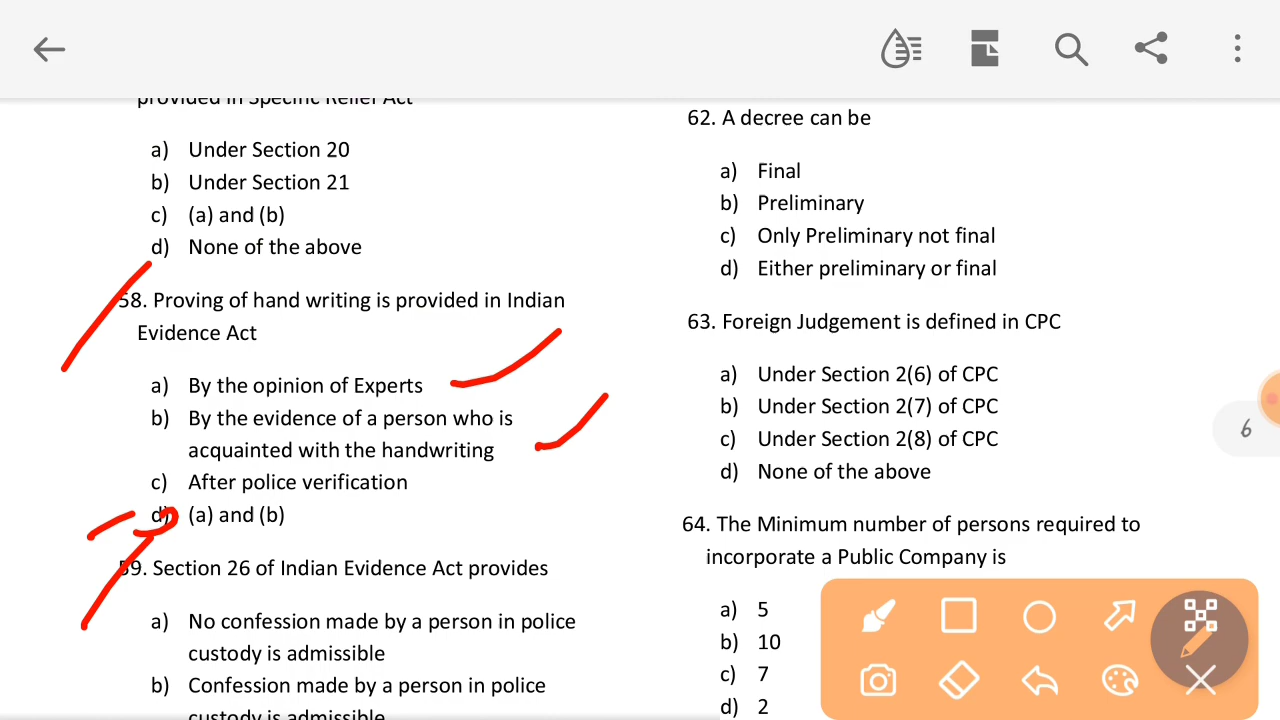 provided in Specific Relief Act
a) Under Section 20
b) Under Section 21
c) (a) and (b)
d) None of the above
58. Proving of hand writing is provided in Indian
Evidence Act
a) By the opinion of Experts
b) By the evidence of a person who is
acquainted with the handwriting
c) After police verification
d) (a) and (b)
59. Section 26 of Indian Evidence Act provides
a) No confession made by a person in police
custody is admissible
b) Confession made by a person in police
custody is admissible
62. A decree can be
a) Final
b) Preliminary
c) Only Preliminary not final
d) Either preliminary or final
63. Foreign Judgement is defined in CPC
a) Under Section 2(6) of CPC
b) Under Section 2(7) of CPC
c) Under Section 2(8) of CPC
d) None of the above
64. The Minimum number of persons required to
incorporate a Public Company is
a) 5
b) 10
c) 7
d) 2
6